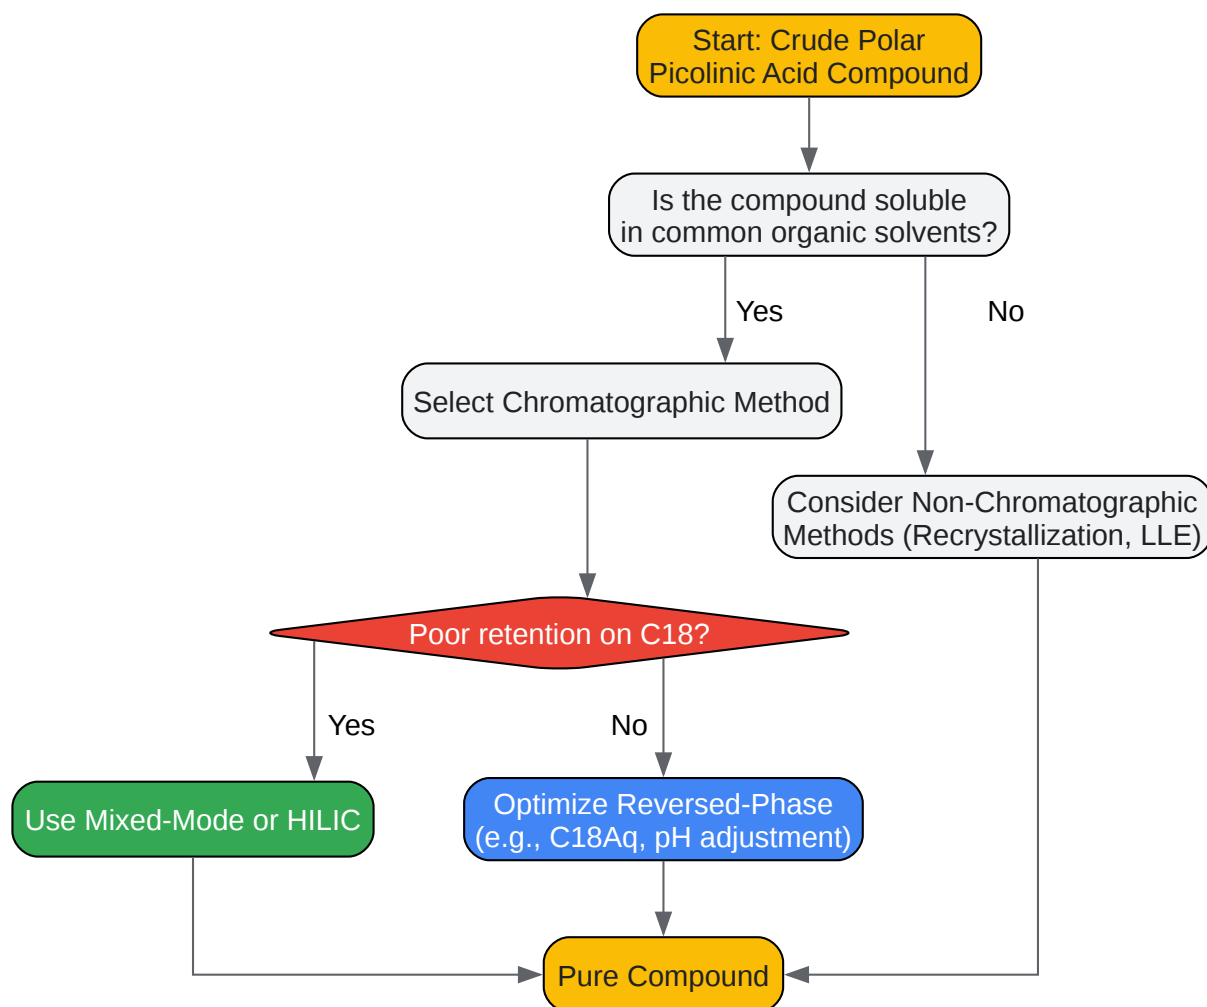 Start: Crude Polar
Picolinic Acid Compound
Is the compound soluble
in common organic solvents?
Yes
No
Select Chromatographic Method
Consider Non-Chromatographic
Methods (Recrystallization, LLE)
Poor retention on C18?
Yes
No
Use Mixed-Mode or HILIC
Optimize Reversed-Phase
(e.g., C18Aq, pH adjustment)
Pure Compound